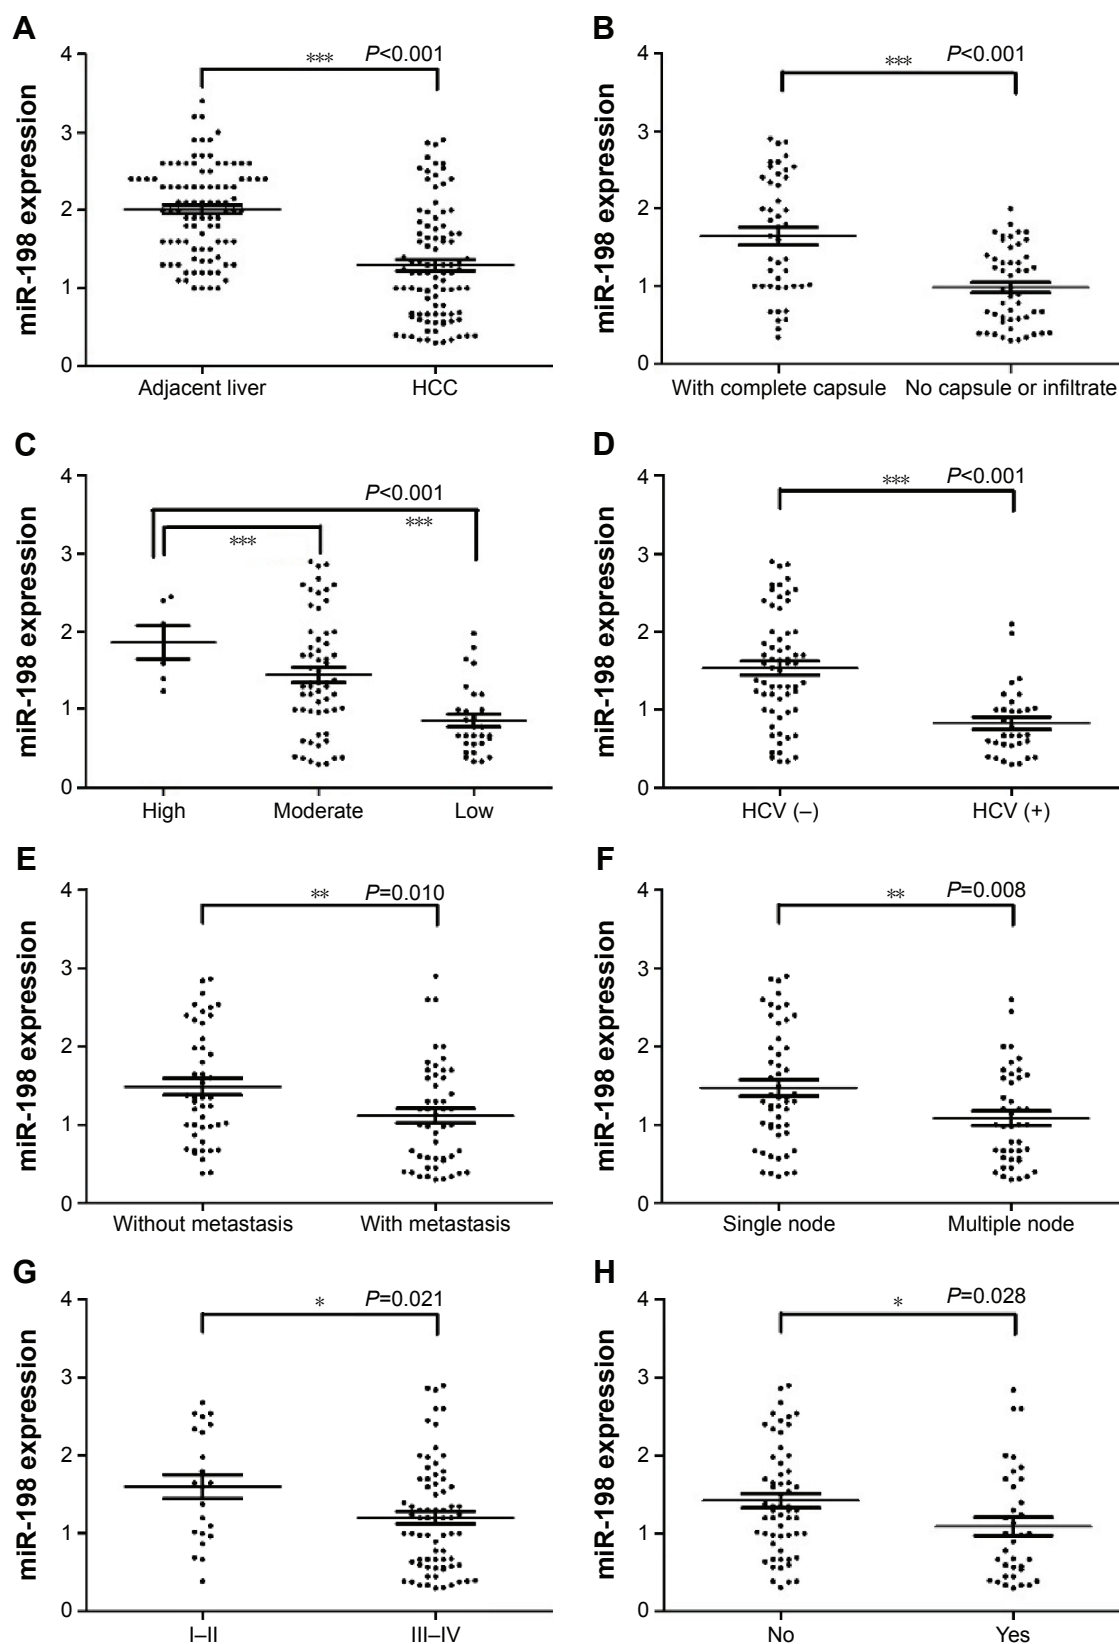 A
miR-198 expression
4
3
2
1
0
***
P<0.001
Adjacent liver
HCC
B
miR-198 expression
4
3
2
1
0
***
P<0.001
With complete capsule
No capsule or infiltrate
C
miR-198 expression
4
3
2
1
0
P<0.001
***
***
High
Moderate
Low
D
miR-198 expression
4
3
2
1
0
***
P<0.001
HCV (–)
HCV (+)
E
miR-198 expression
4
3
2
1
0
**
P=0.010
Without metastasis
With metastasis
F
miR-198 expression
4
3
2
1
0
**
P=0.008
Single node
Multiple node
G
miR-198 expression
4
3
2
1
0
*
P=0.021
I–II
III–IV
H
miR-198 expression
4
3
2
1
0
*
P=0.028
No
Yes